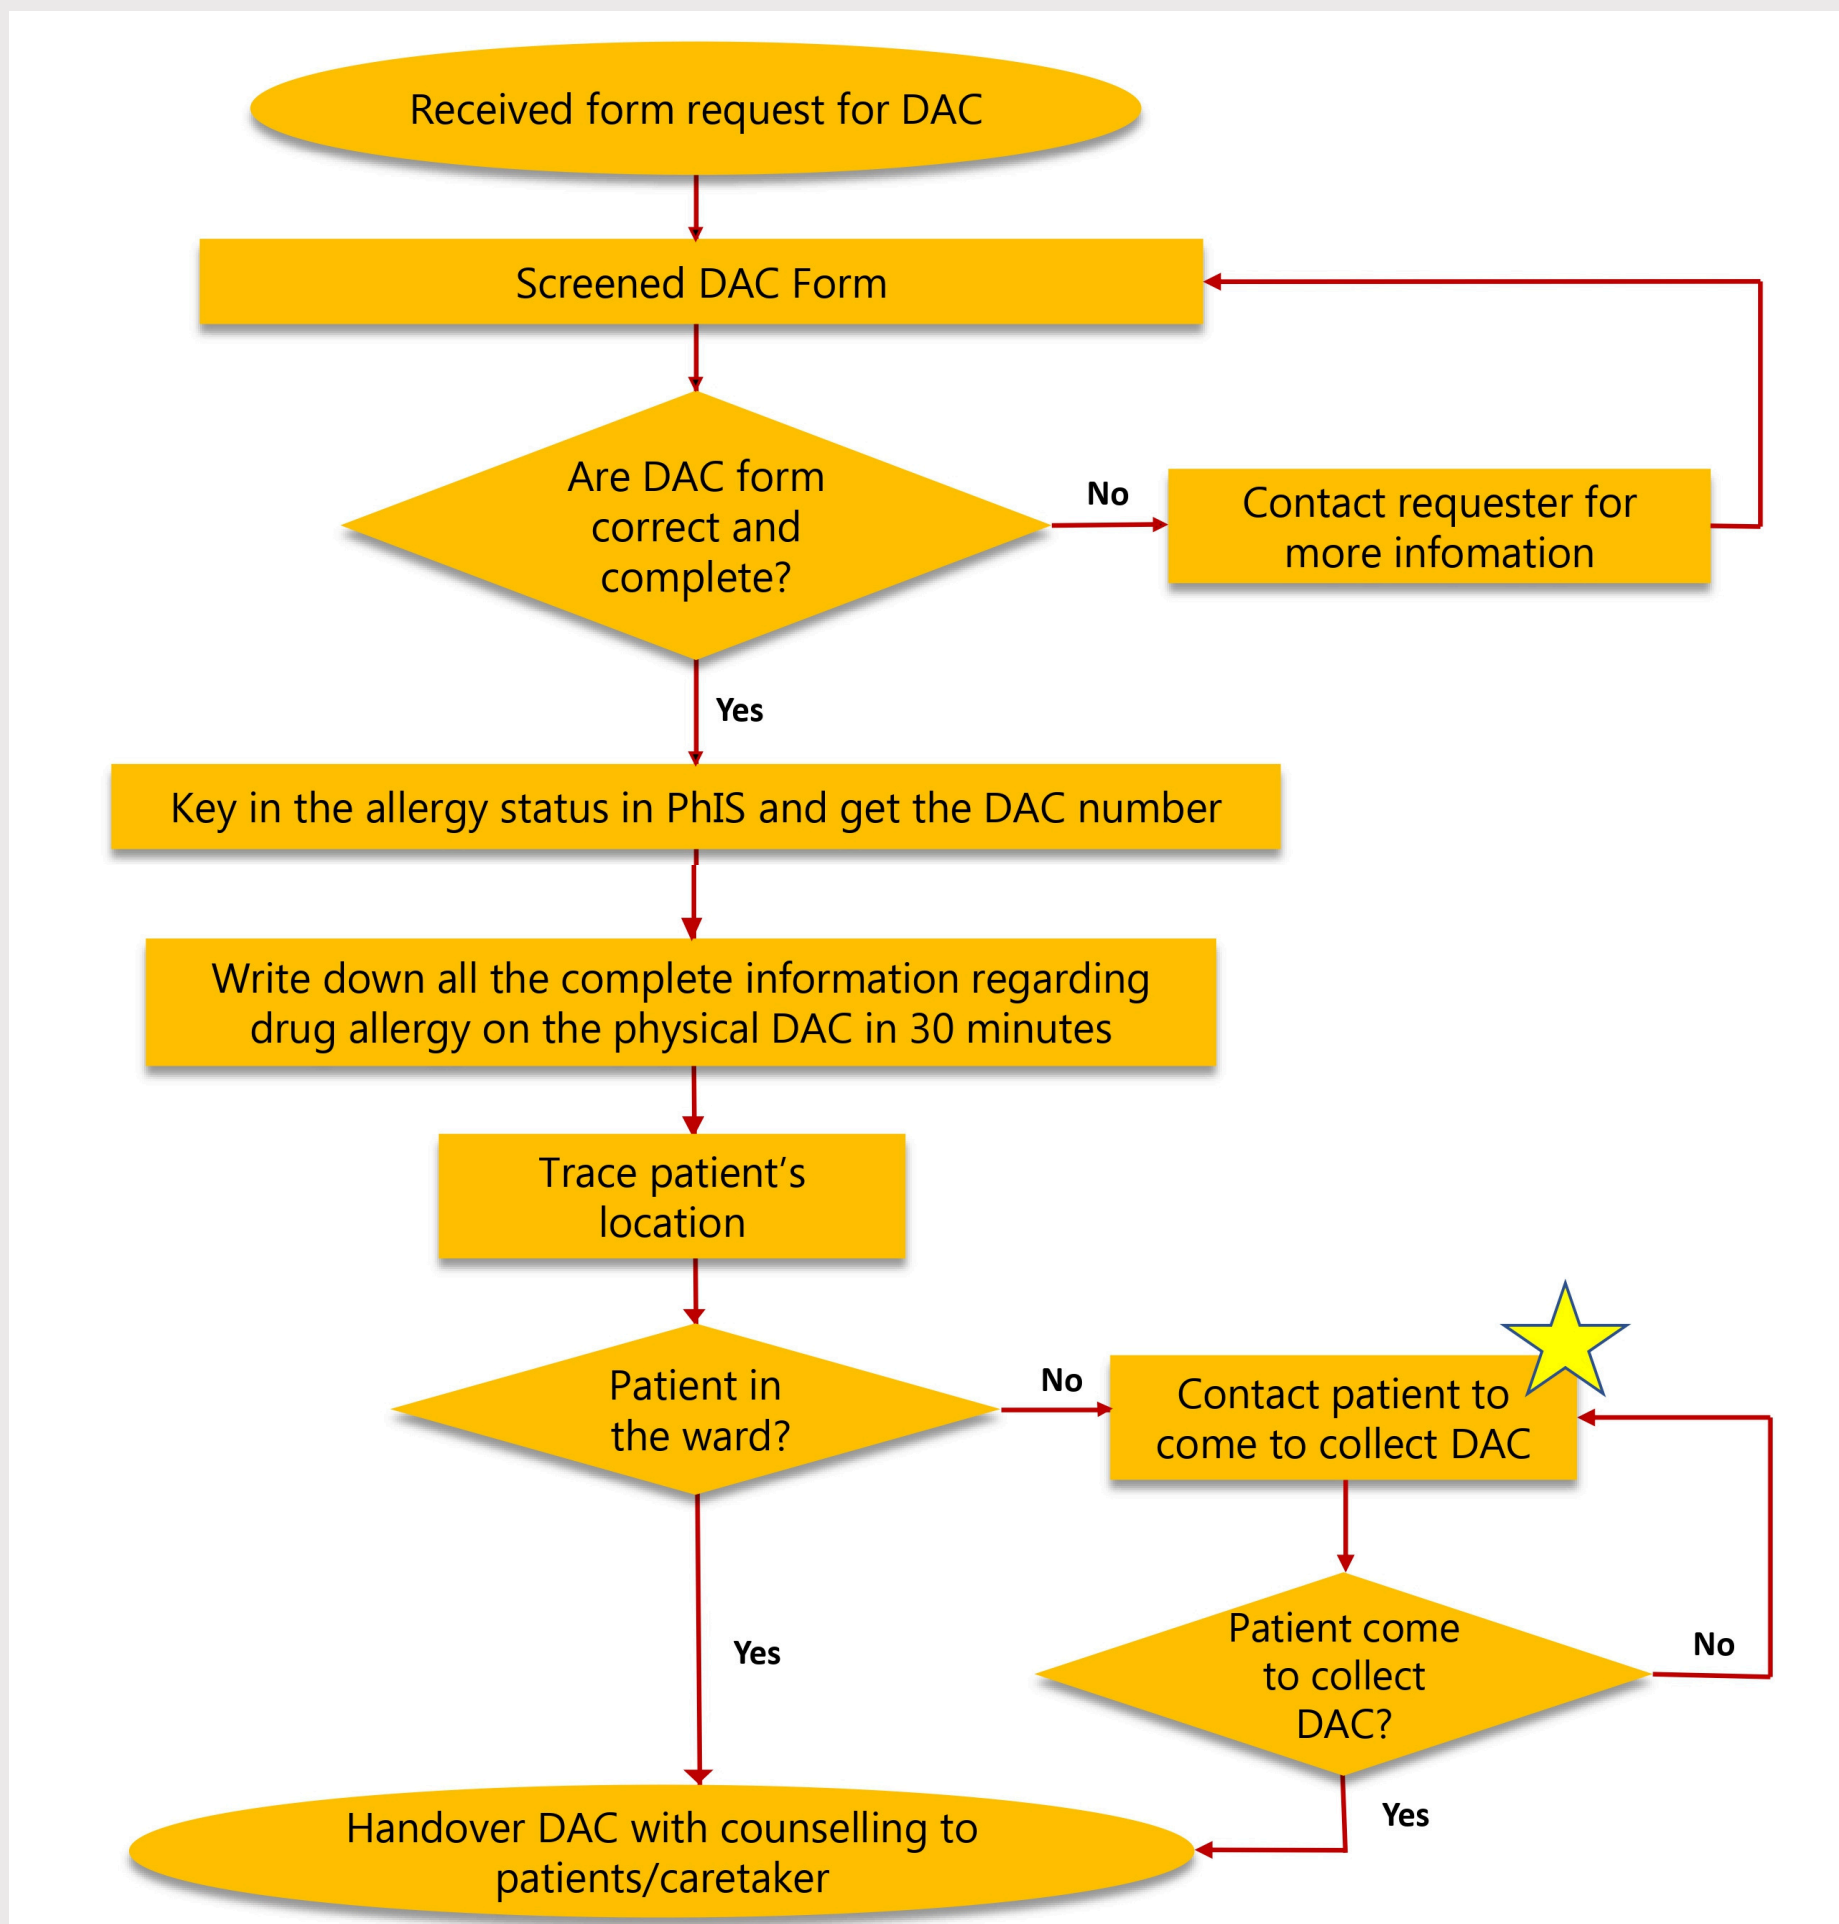 Received form request for DAC
Screened DAC Form
Are DAC form
correct and
complete?
No
Contact requester for
more infomation
Yes
Key in the allergy status in PhIS and get the DAC number
Write down all the complete information regarding
drug allergy on the physical DAC in 30 minutes
Trace patient’s
location
Patient in
the ward?
No
Contact patient to
come to collect DAC
Yes
Patient come
to collect
DAC?
No
Yes
Handover DAC with counselling to
patients/caretaker